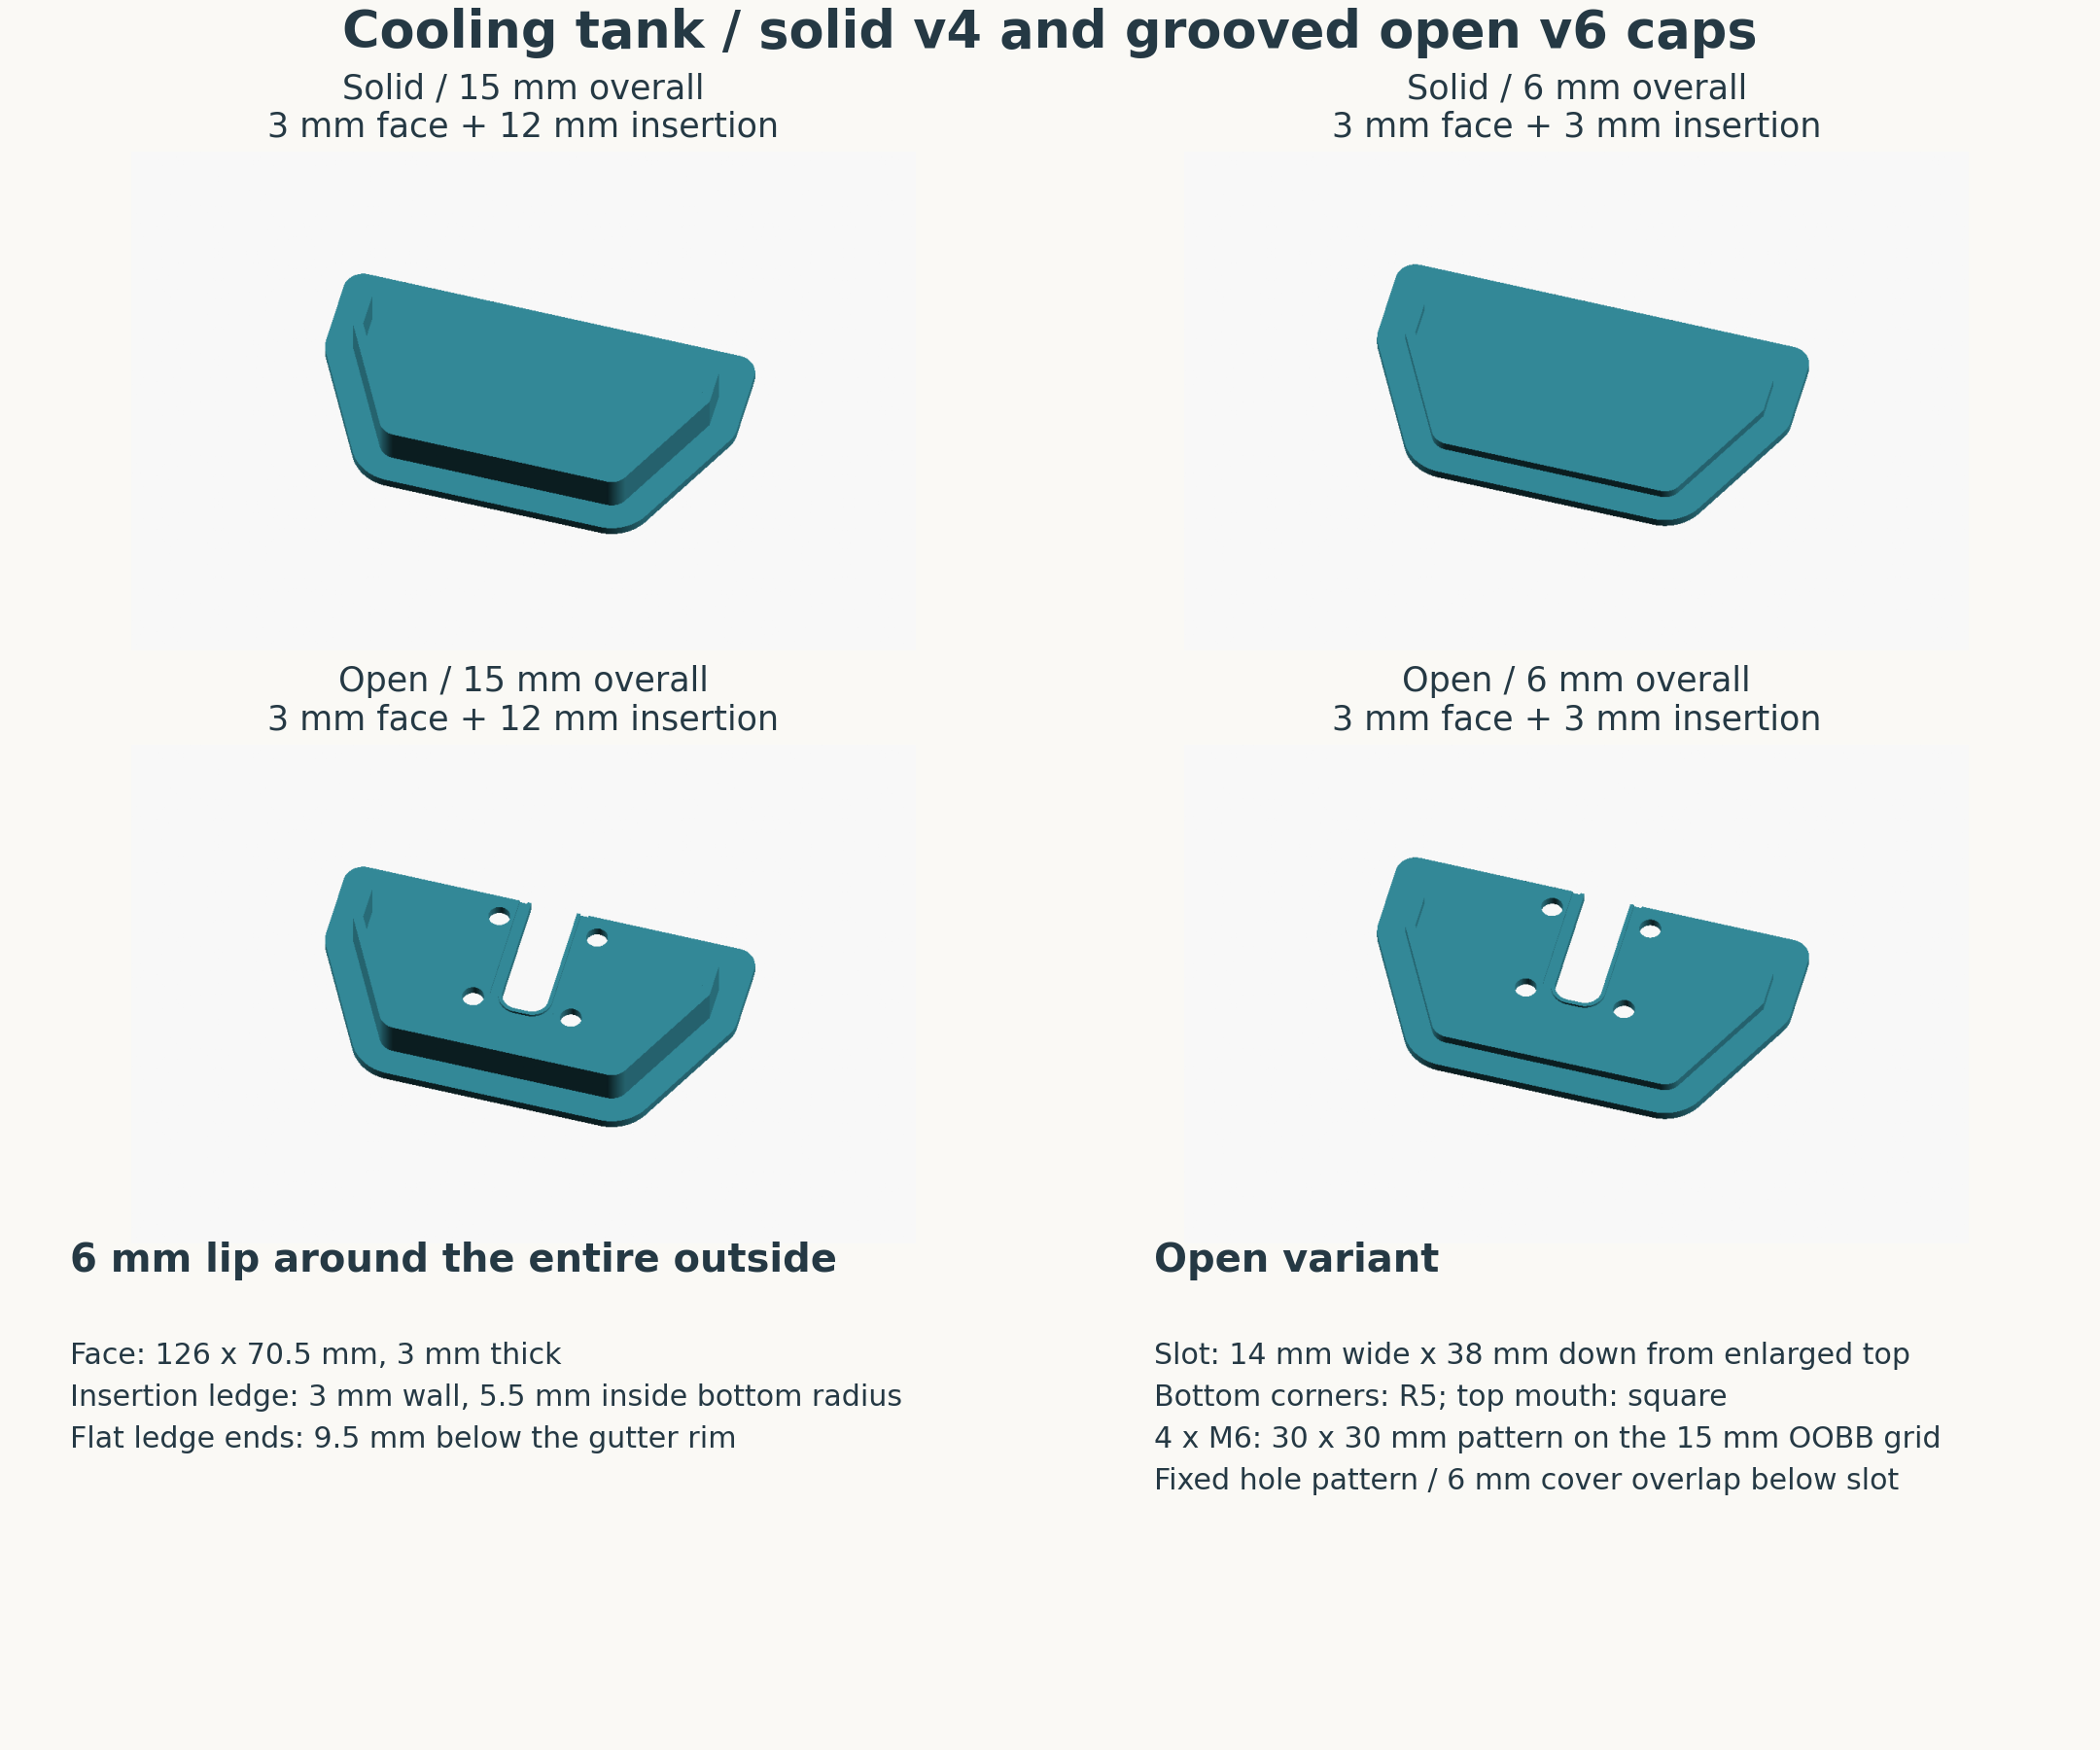 Cooling tank / solid v4 and grooved open v6 caps
Solid / 15 mm overall
3 mm face + 12 mm insertion
Solid / 6 mm overall
3 mm face + 3 mm insertion
Open / 15 mm overall
3 mm face + 12 mm insertion
Open / 6 mm overall
3 mm face + 3 mm insertion
6 mm lip around the entire outside
Face: 126 x 70.5 mm, 3 mm thick
Insertion ledge: 3 mm wall, 5.5 mm inside bottom radius
Flat ledge ends: 9.5 mm below the gutter rim
Open variant
Slot: 14 mm wide x 38 mm down from enlarged top
Bottom corners: R5; top mouth: square
4 x M6: 30 x 30 mm pattern on the 15 mm OOBB grid
Fixed hole pattern / 6 mm cover overlap below slot